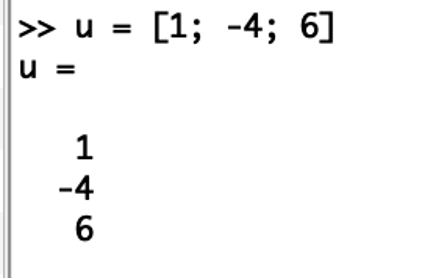 >> u = [1; -4; 6]
u =
1
-4
6